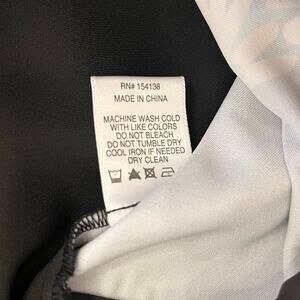 RN# 154138
MADE IN CHINA
MACHINE WASH COLD
WITH LIKE COLORS
DO NOT BLEACH
DO NOT TUMBLE DRY
COOL IRON IF NEEDED
DRY CLEAN